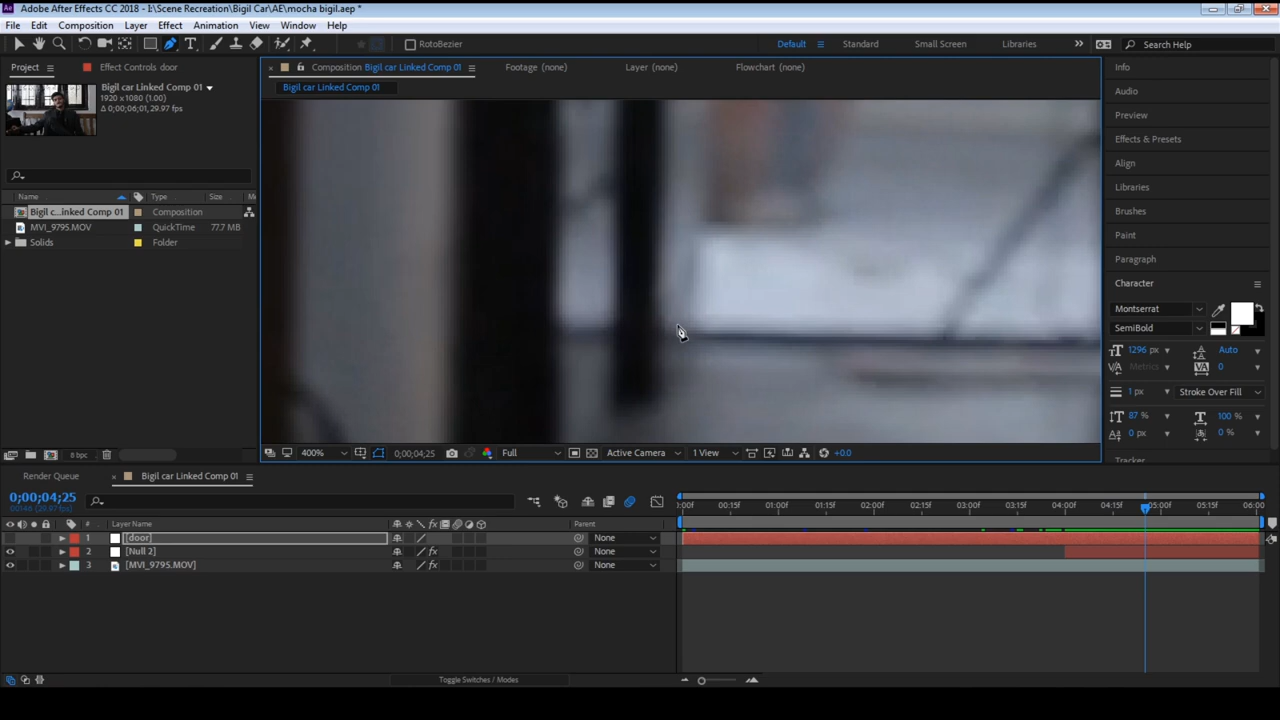 Adobe After Effects CC 2018 - I:\Scene Recreation\Bigil Car\AE\mocha bigil.aep *
File Edit Composition Layer Effect Animation View Window Help
RotoBezier
Default Standard Small Screen Libraries Search Help
Project Effect Controls door
Composition Bigil car Linked Comp 01 Footage (none) Layer (none) Flowchart (none)
Bigil car Linked Comp 01
Bigil car Linked Comp 01
1920 x 1080 (1.00)
Δ 0;00;06;01, 29.97 fps
Name Type Size
Bigil c...inked Comp 01 Composition
MVI_9795.MOV QuickTime 77.7 MB
Solids Folder
Info
Audio
Preview
Effects & Presets
Align
Libraries
Brushes
Paint
Paragraph
Character
Montserrat
SemiBold
1296 px Auto
Metrics 0
1 px Stroke Over Fill
87 % 100 %
0 px 0 %
Tracker
8 bpc
400% 0;00;04;25 Full Active Camera 1 View +0.0
Render Queue Bigil car Linked Comp 01
0;00;04;25
00146 (29.97 fps)
# Layer Name Parent
1 [door] None
2 [Null 2] None
3 [MVI_9795.MOV] None
:00F 00:15F 01:00F 01:15F 02:00F 02:15F 03:00F 03:15F 04:00F 04:15F 05:00F 05:15F 06:0
Toggle Switches / Modes